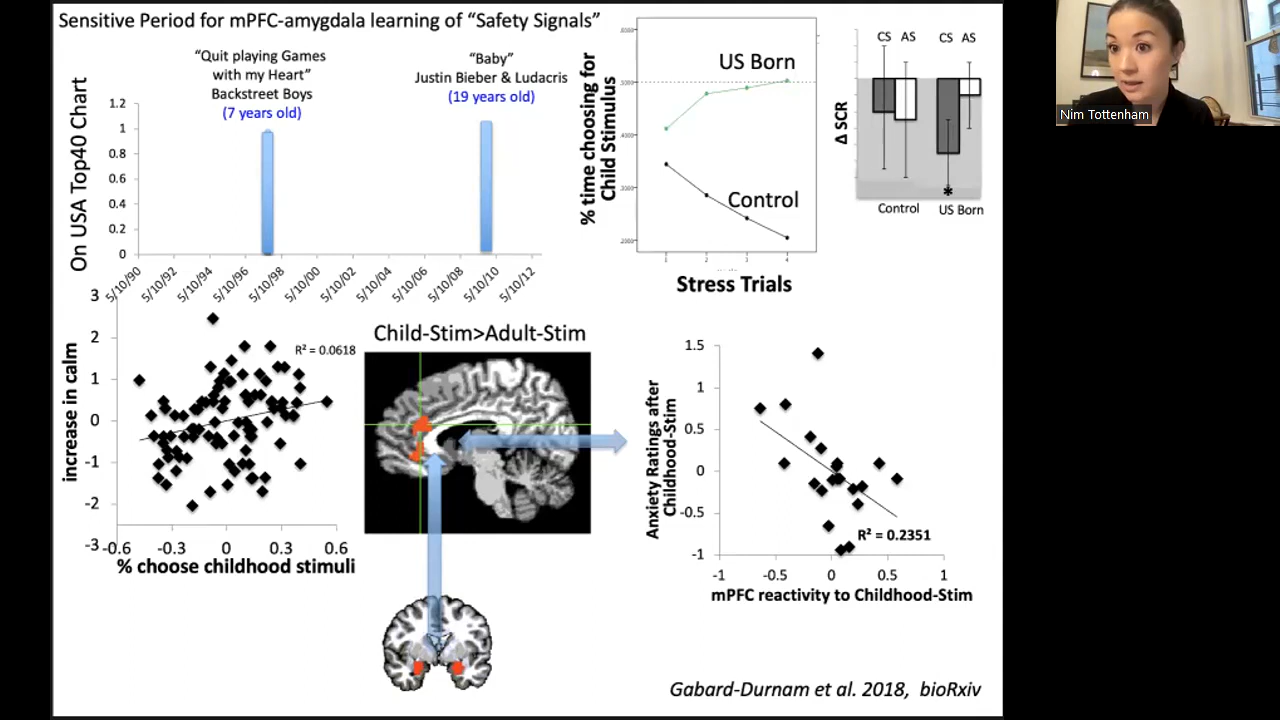 Sensitive Period for mPFC-amygdala learning of “Safety Signals”
“Quit playing Games
with my Heart”
Backstreet Boys
(7 years old)
“Baby”
Justin Bieber & Ludacris
(19 years old)
On USA Top40 Chart
1.2
1
0.8
0.6
0.4
0.2
0
5/10/90
5/10/92
5/10/94
5/10/96
5/10/98
5/10/00
5/10/02
5/10/04
5/10/06
5/10/08
5/10/10
5/10/12
% time choosing for
Child Stimulus
US Born
Control
1
2
3
4
Stress Trials
CS AS CS AS
Δ SCR
*
Control US Born
Nim Tottenham
increase in calm
3
2
1
0
-1
-2
-3
R² = 0.0618
-0.6 -0.3 0 0.3 0.6
% choose childhood stimuli
Child-Stim>Adult-Stim
Anxiety Ratings after
Childhood-Stim
1.5
1
0.5
0
-0.5
-1
R² = 0.2351
-1 -0.5 0 0.5 1
mPFC reactivity to Childhood-Stim
Gabard-Durnam et al. 2018, bioRxiv